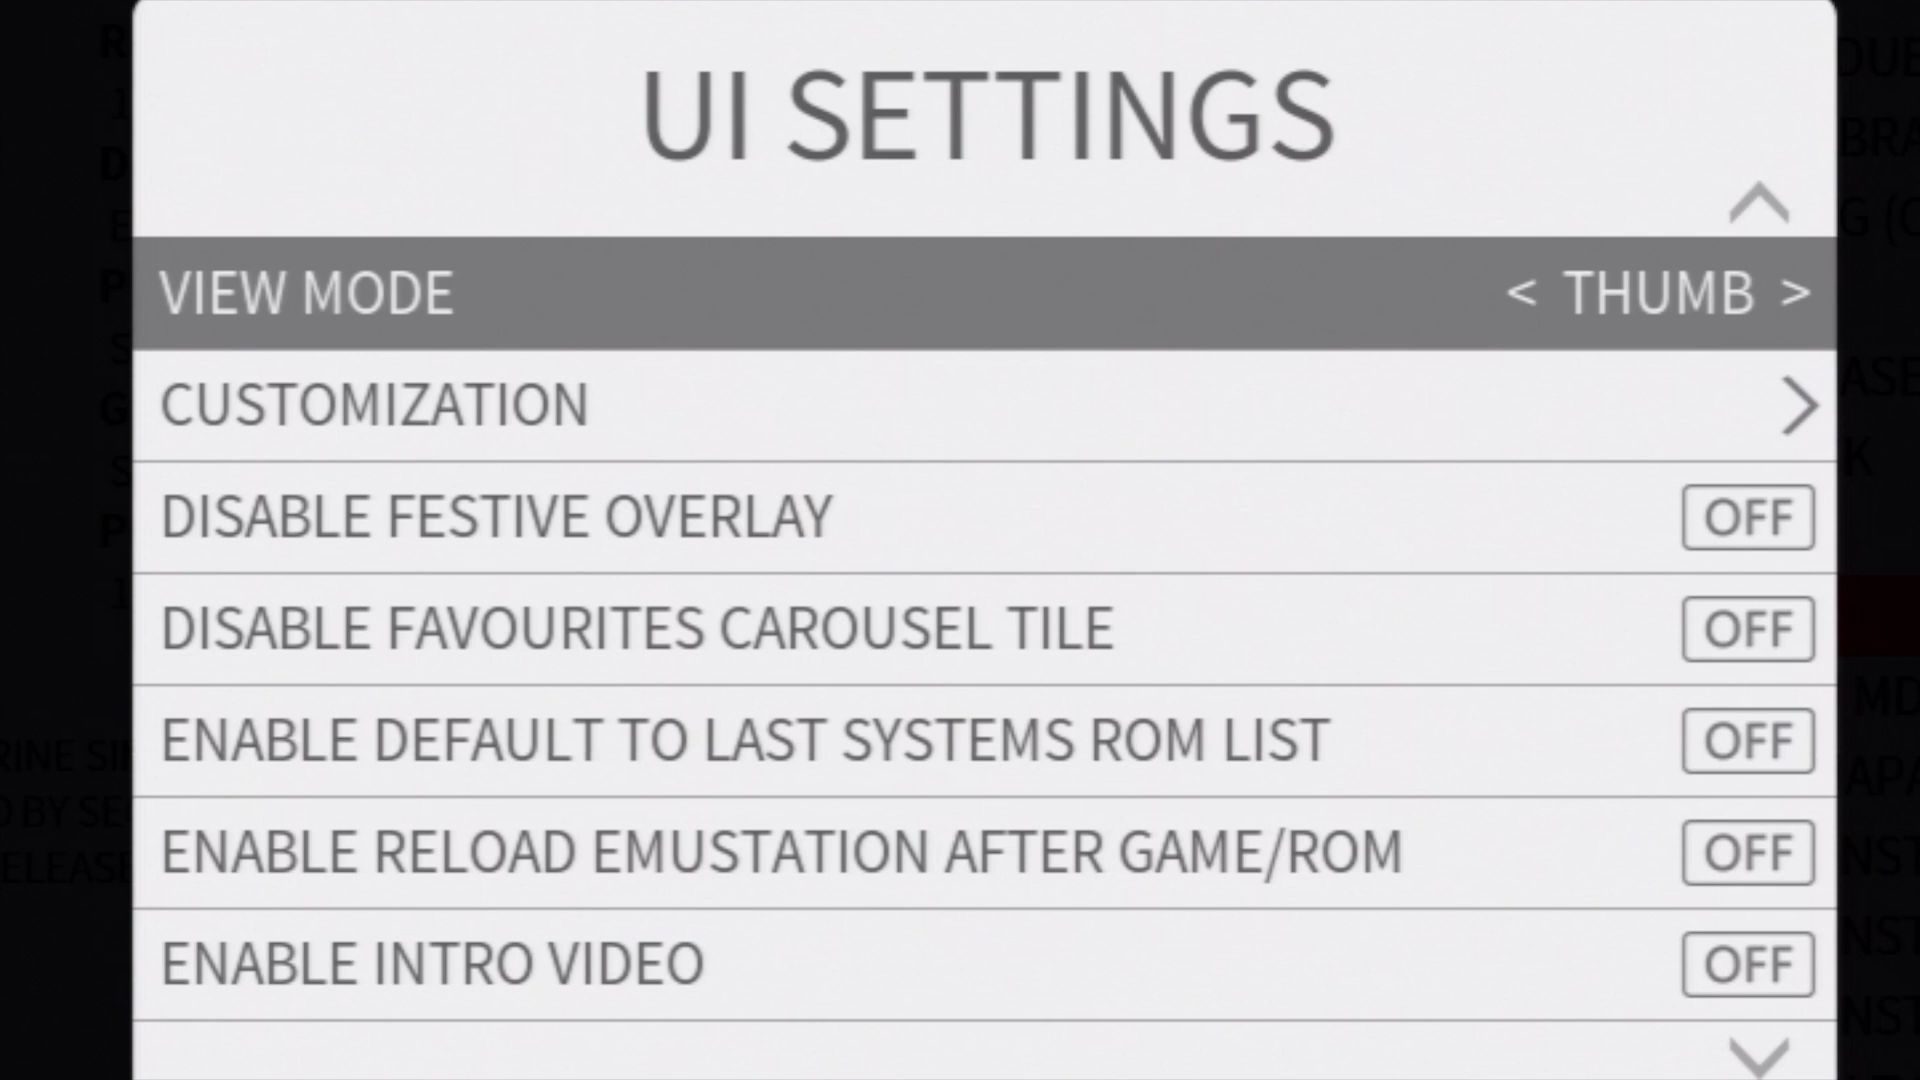 UI SETTINGS
VIEW MODE < THUMB >
CUSTOMIZATION
DISABLE FESTIVE OVERLAY OFF
DISABLE FAVOURITES CAROUSEL TILE OFF
ENABLE DEFAULT TO LAST SYSTEMS ROM LIST OFF
ENABLE RELOAD EMUSTATION AFTER GAME/ROM OFF
ENABLE INTRO VIDEO OFF